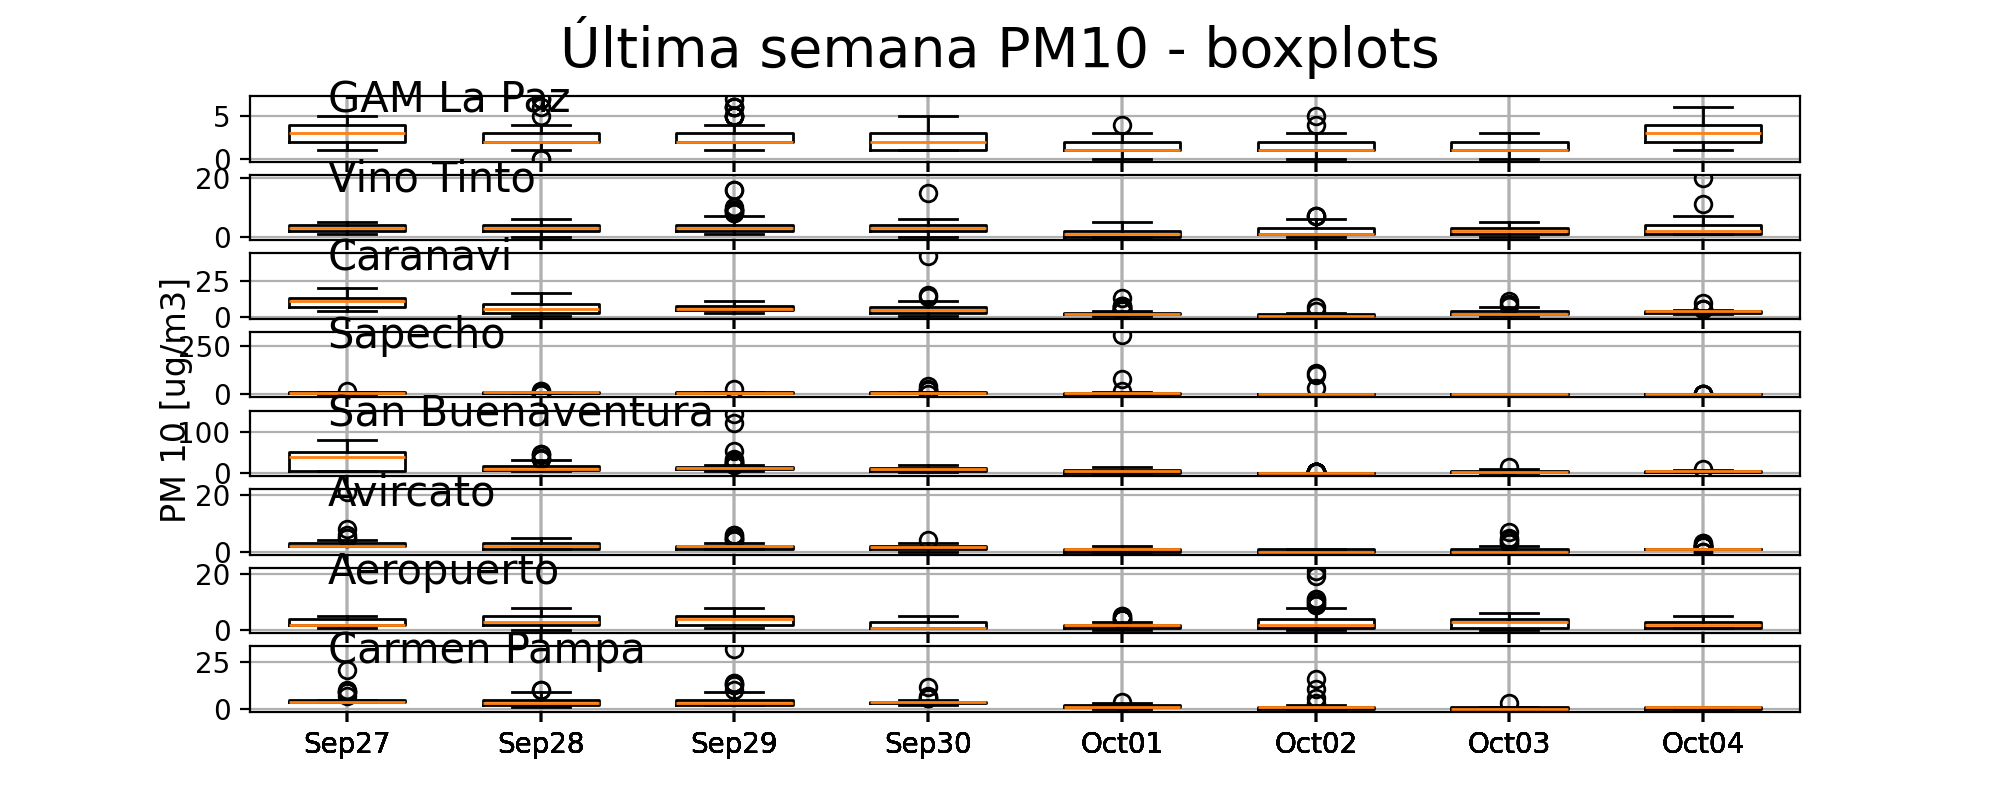 Última semana PM10 - boxplots
GAM La Paz
5
0
Vino Tinto
20
0
Caranavi
25
0
Sapecho
250
0
San Buenaventura
100
0
Avircato
20
0
Aeropuerto
20
0
Carmen Pampa
25
0
PM 10 [ug/m3]
Sep27 Sep28 Sep29 Sep30 Oct01 Oct02 Oct03 Oct04